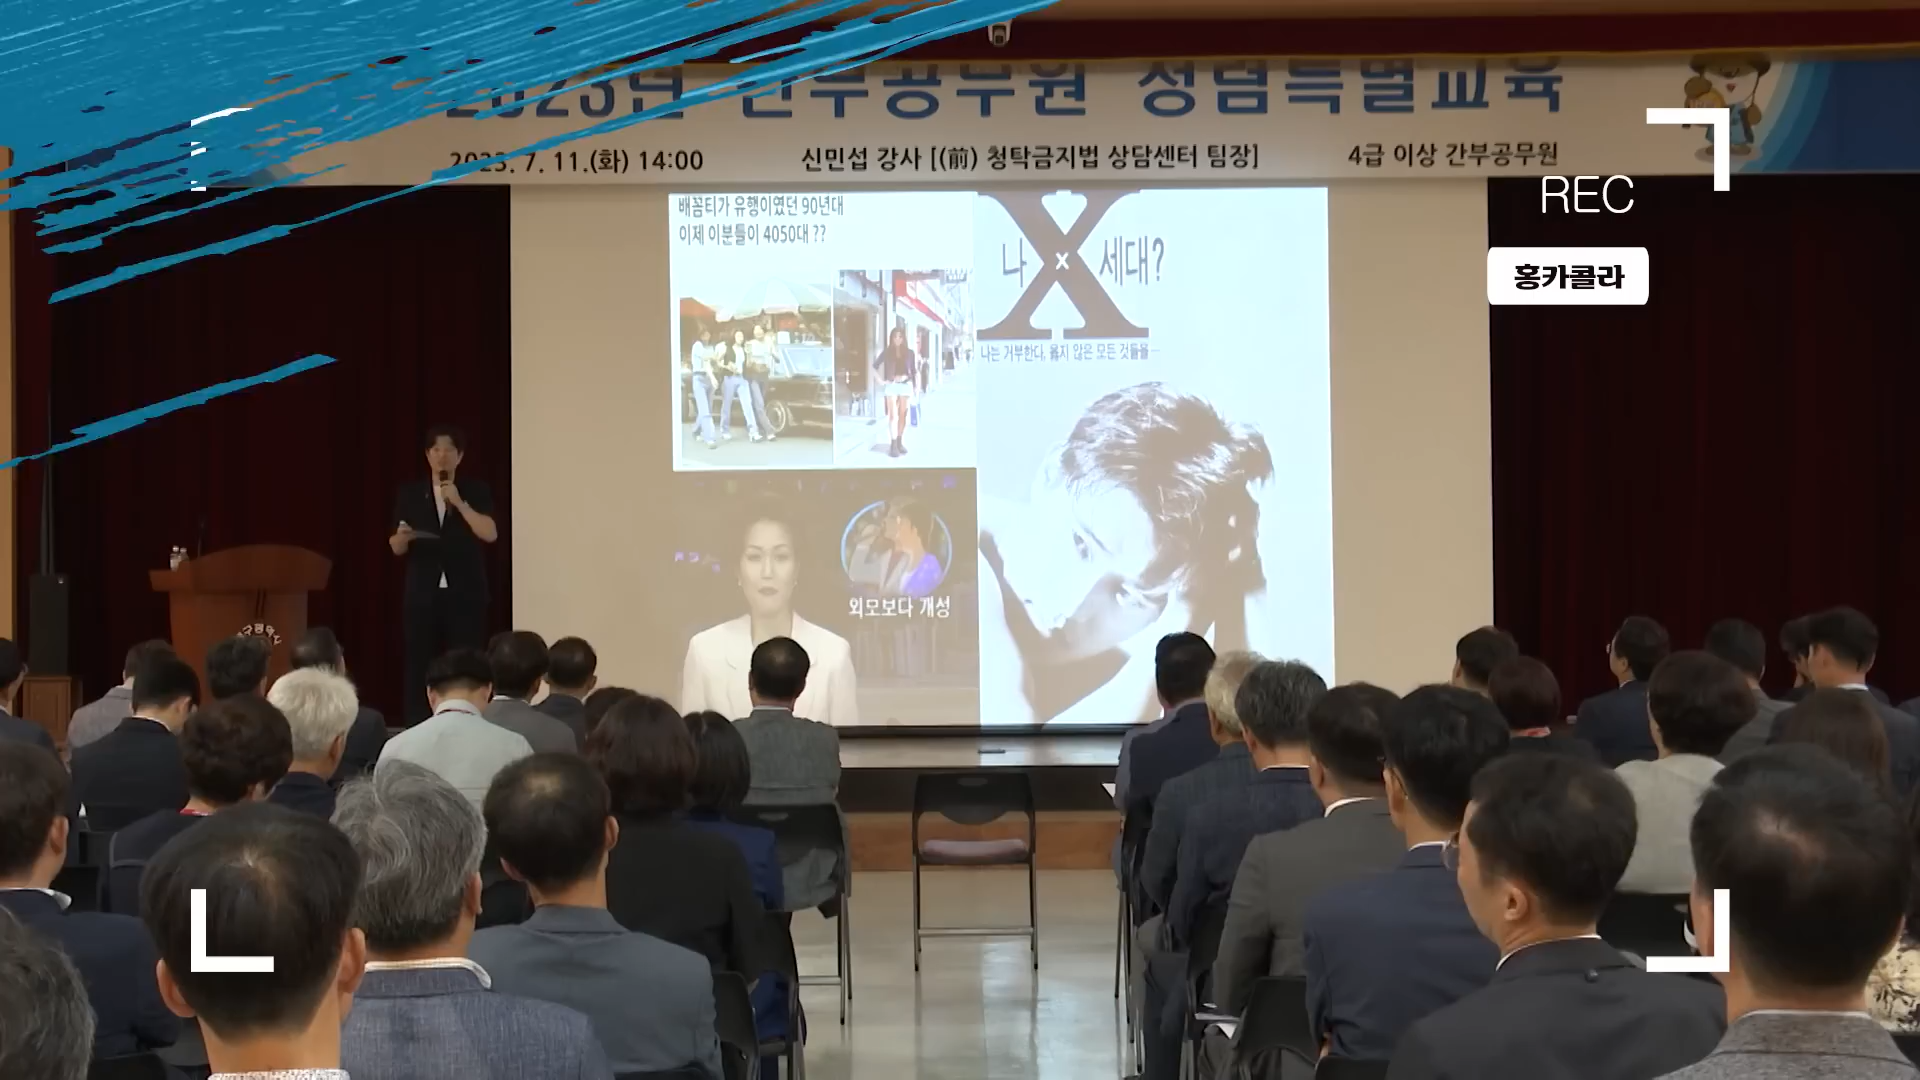 2023년 간부공무원 청렴특별교육
2023. 7. 11.(화) 14:00 신민섭 강사 [(前) 청탁금지법 상담센터 팀장] 4급 이상 간부공무원
REC
홍카콜라
배꼽티가 유행이였던 90년대
이제 이분들이 4050대 ??
나 X 세대?
x
나는 거부한다, 옳지 않은 모든 것들을…
외모보다 개성